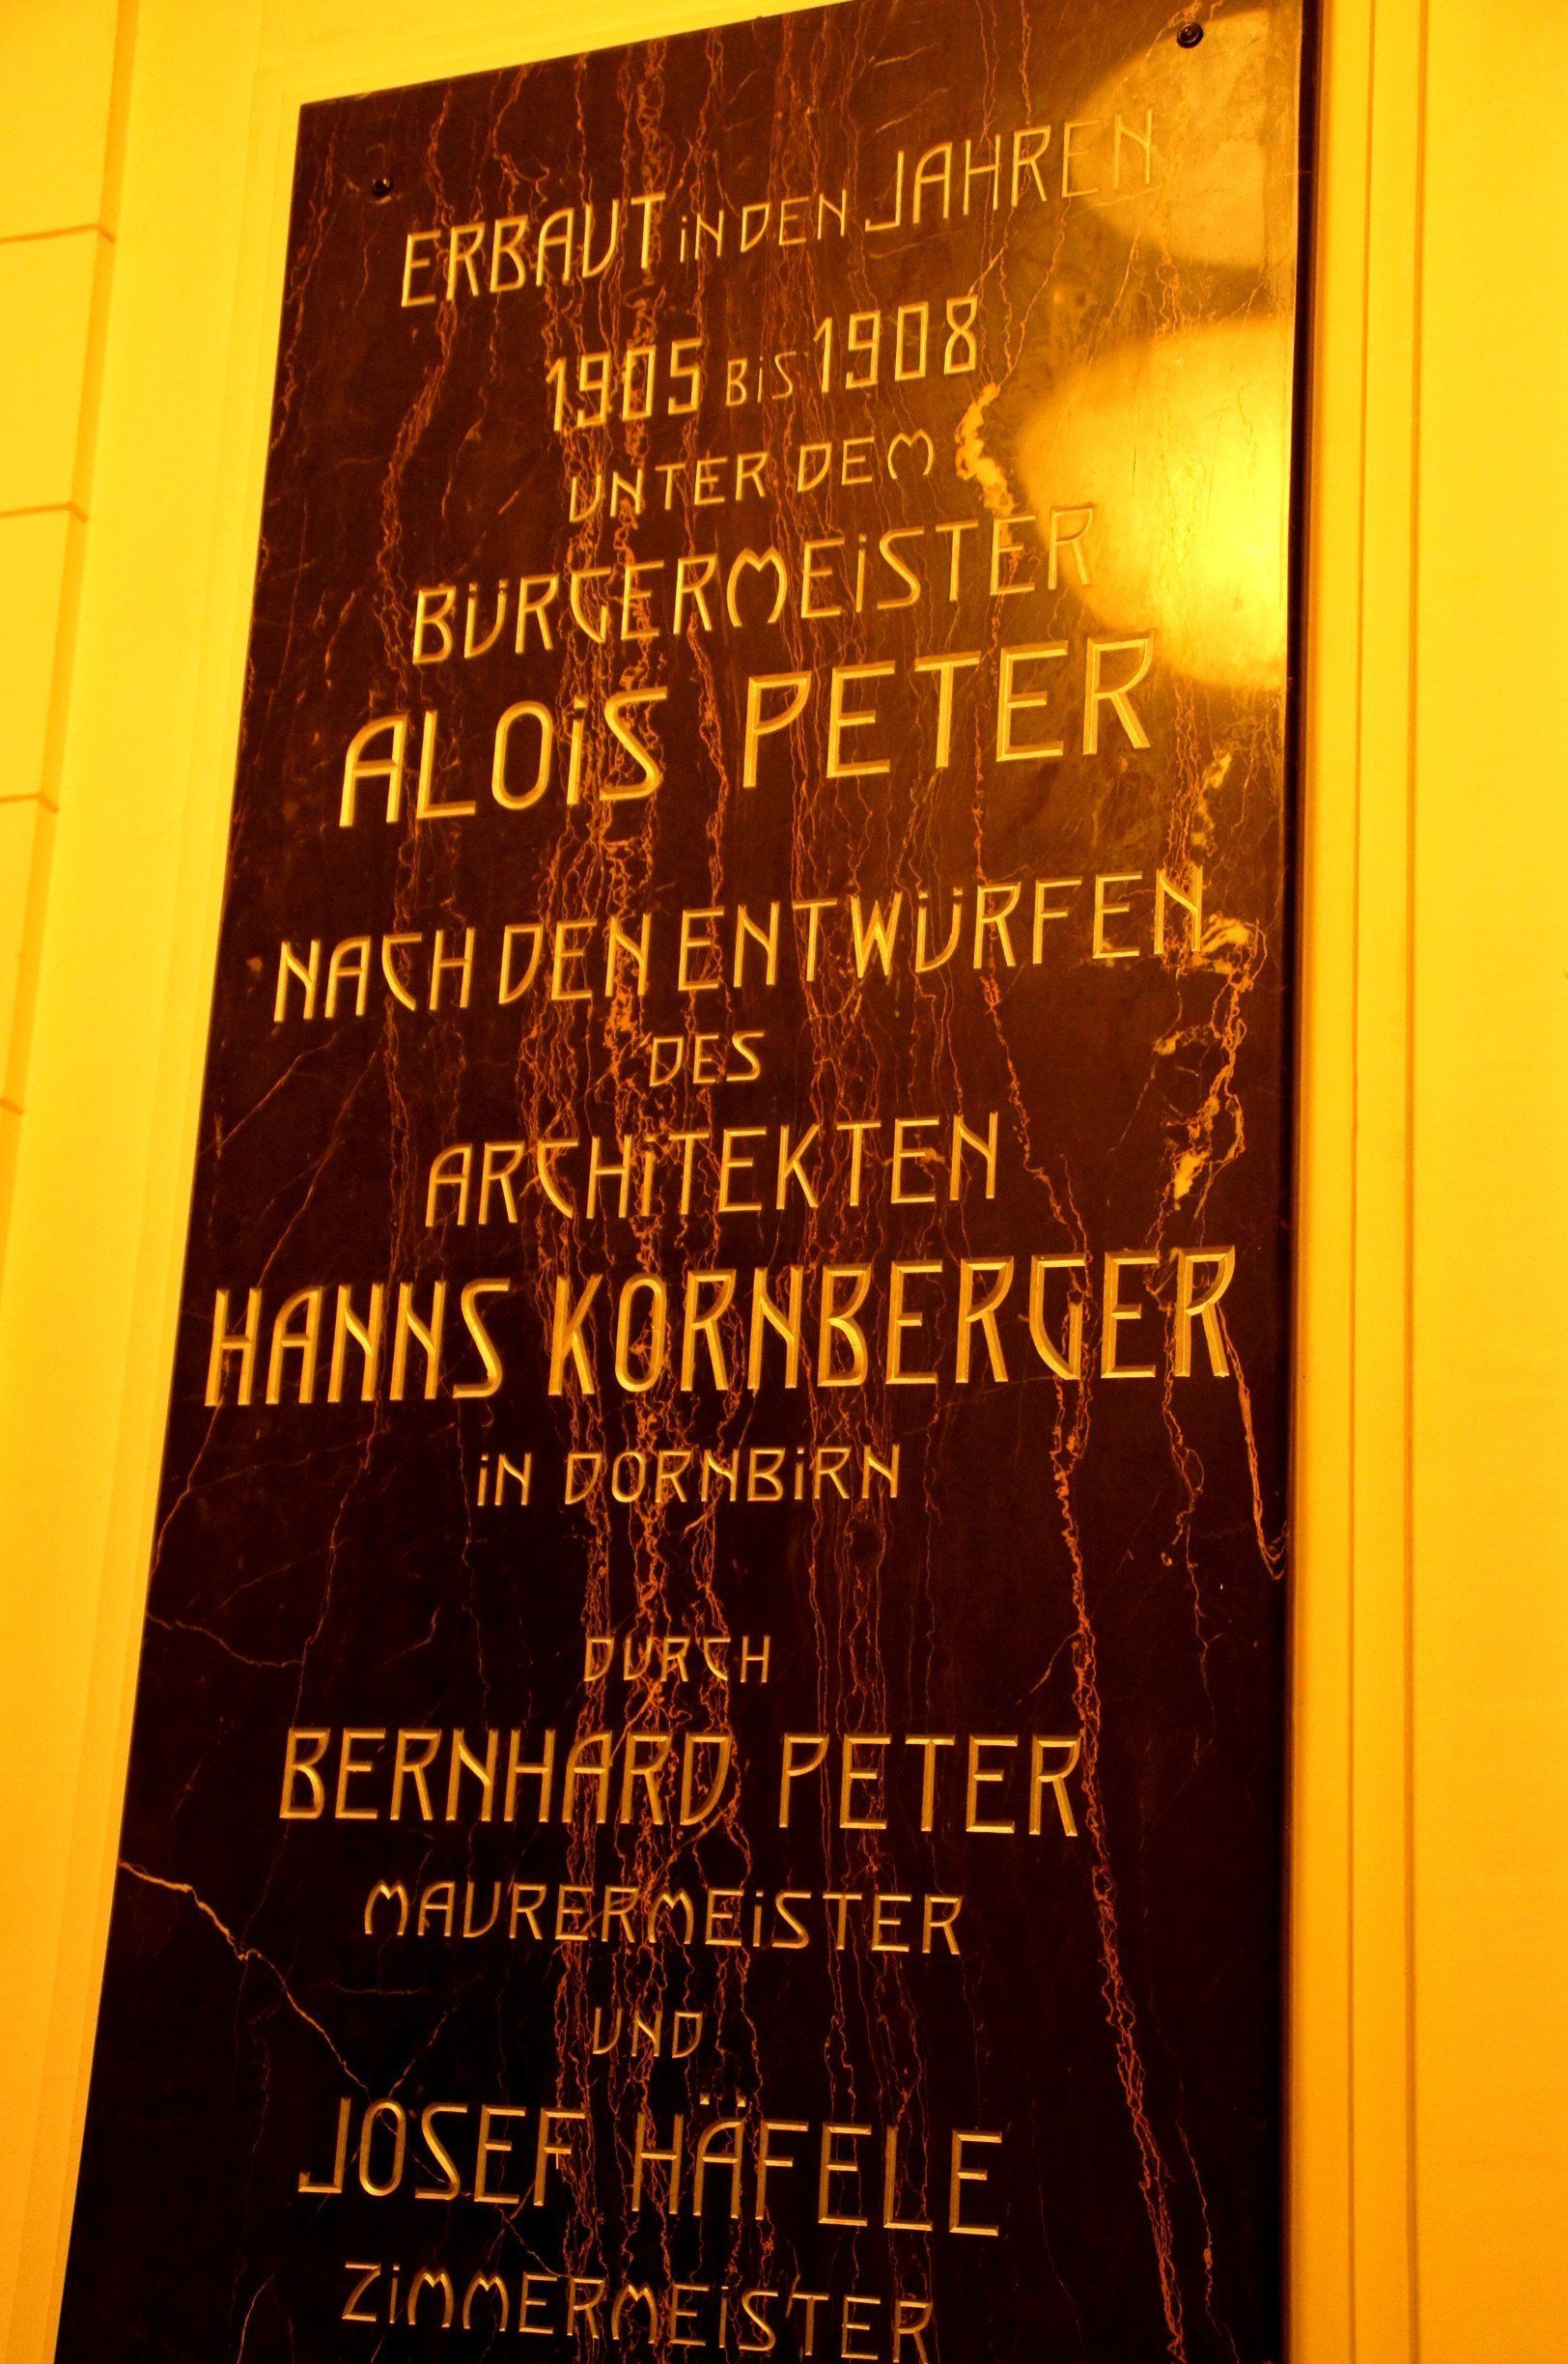 ERBAUT iN DEN JAHREN
1905 BiS 1908
UNTER DEM
BÜRGERMEiSTER
ALOiS PETER
NACH DEN ENTWÜRFEN
DES
ARCHiTEKTEN
HANNS KORNBERGER
iN DORNBiRN
DURCH
BERNHARD PETER
MAURERMEiSTER
UND
JOSEF HÄFELE
ZiMMERMEiSTER